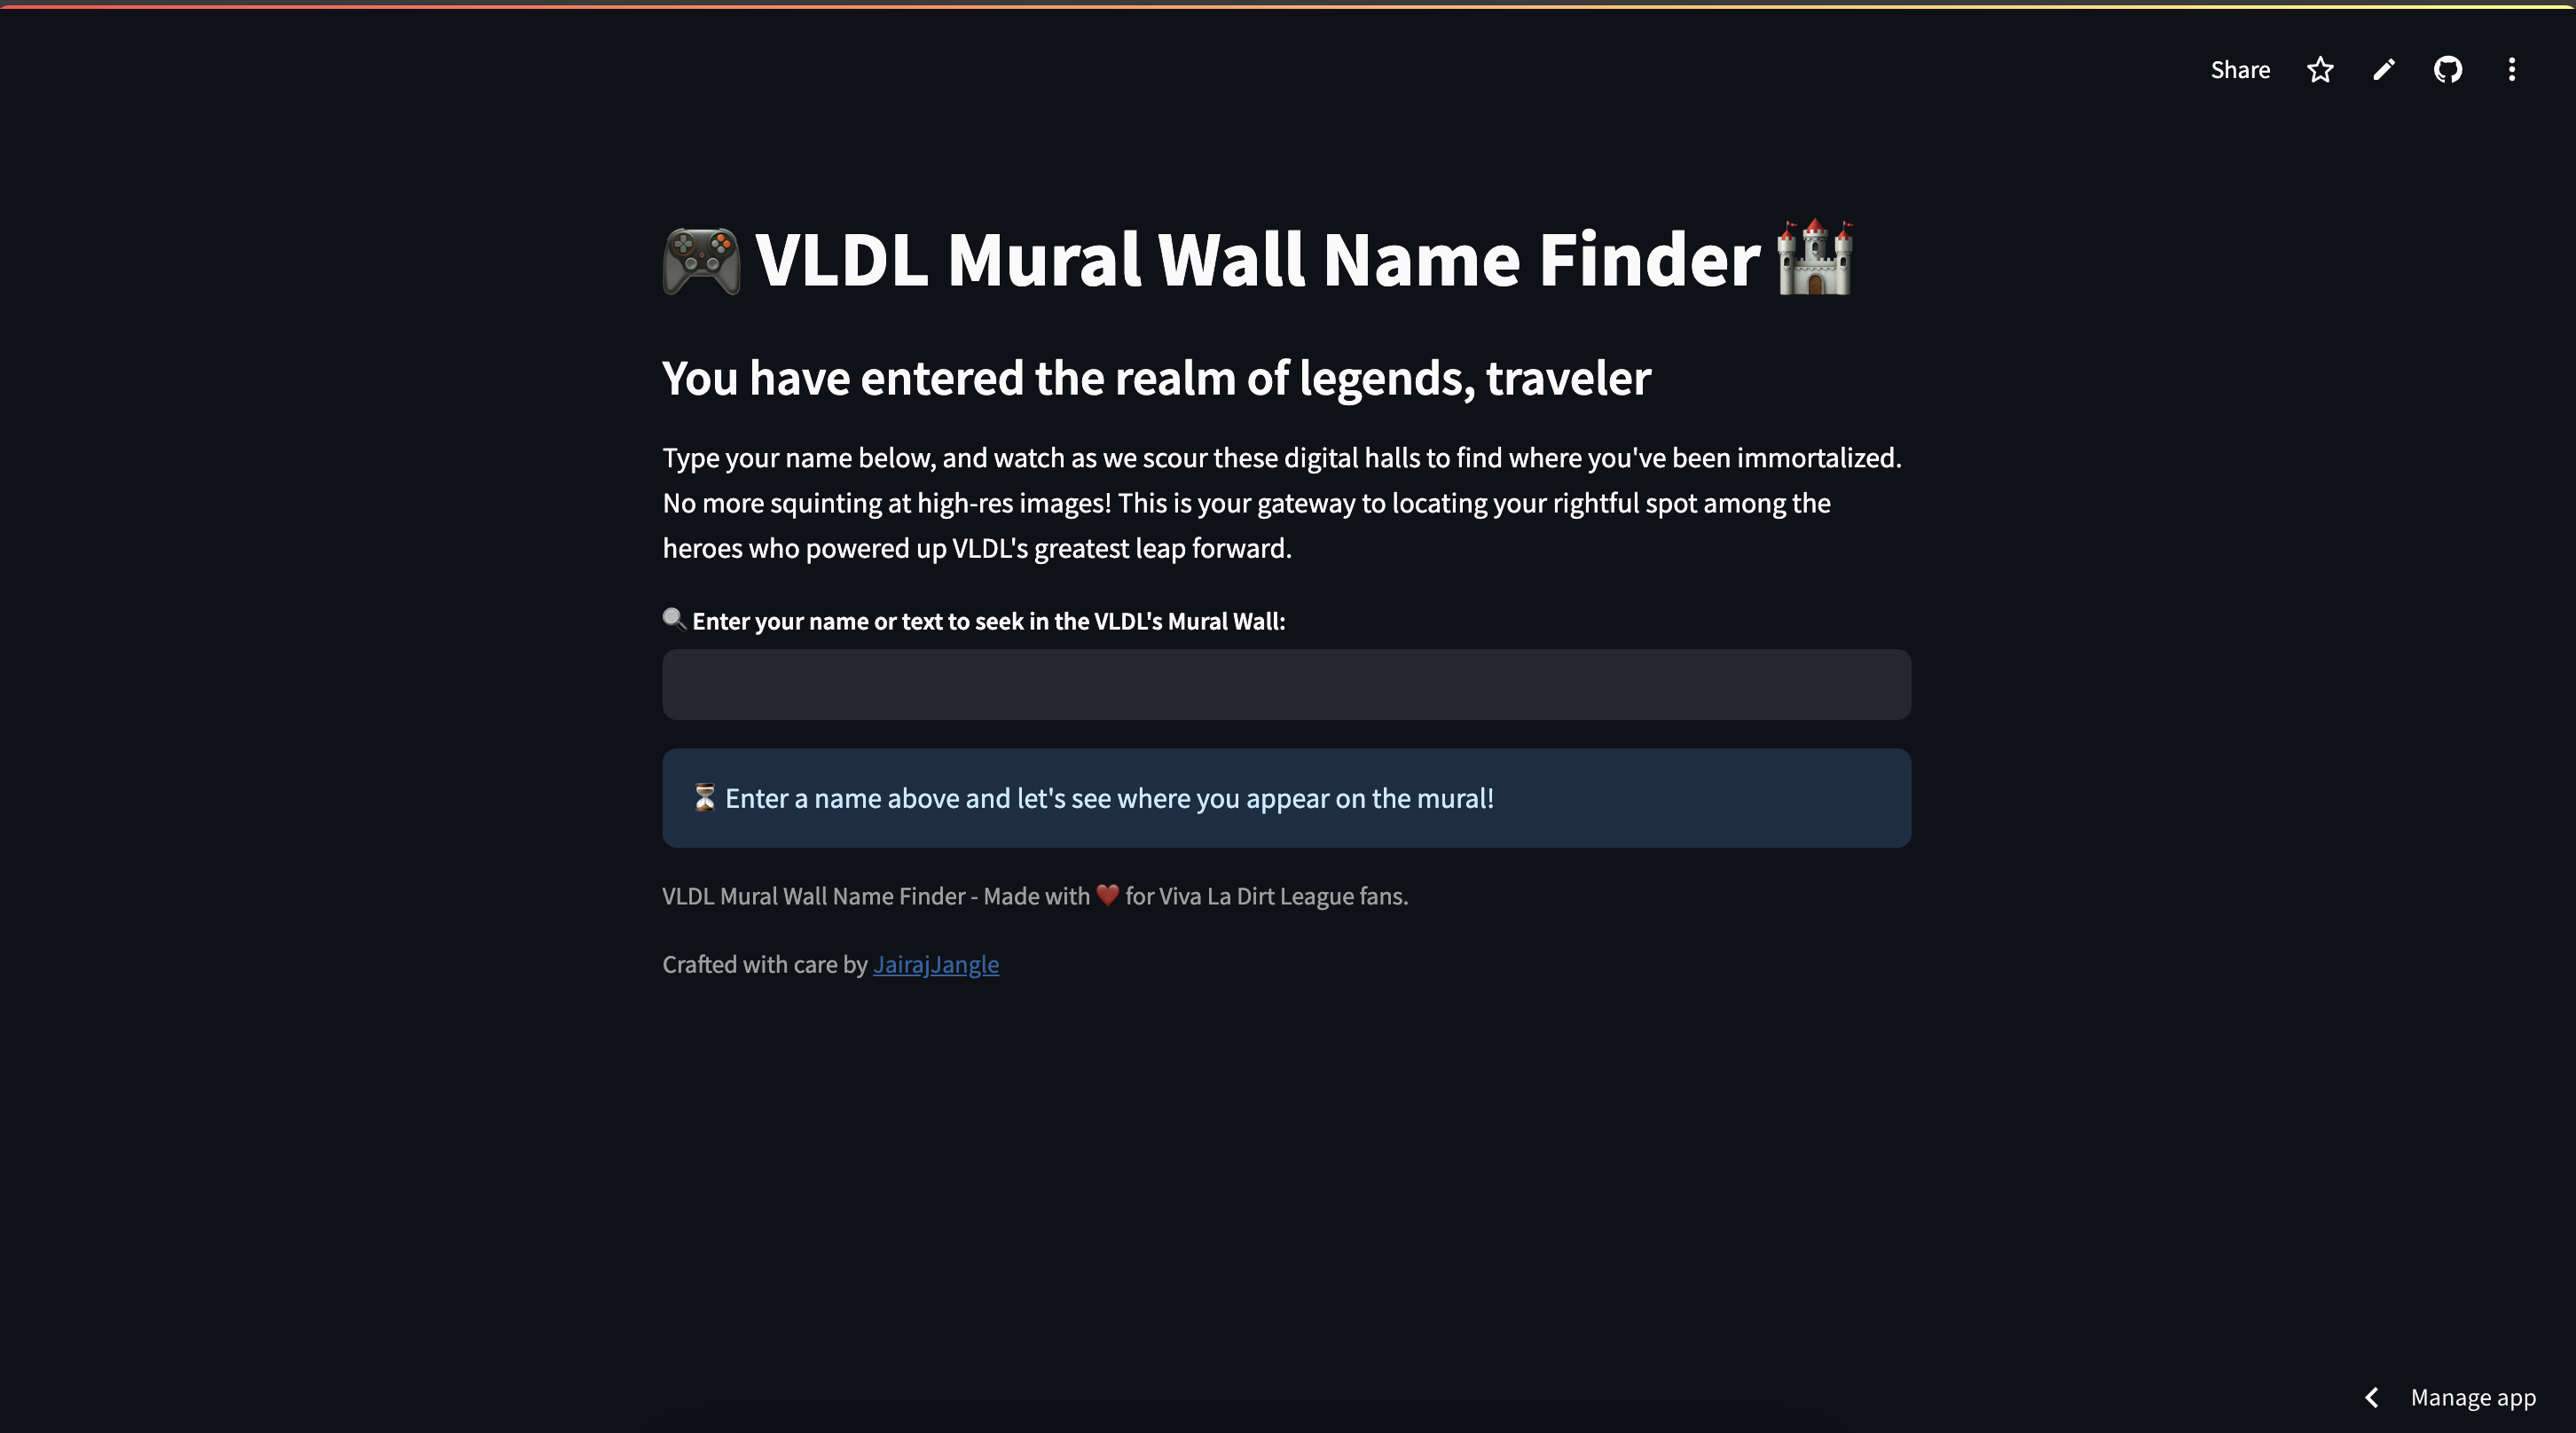 Share
🎮 VLDL Mural Wall Name Finder 🏰
You have entered the realm of legends, traveler
Type your name below, and watch as we scour these digital halls to find where you've been immortalized.
No more squinting at high-res images! This is your gateway to locating your rightful spot among the
heroes who powered up VLDL's greatest leap forward.
🔍 Enter your name or text to seek in the VLDL's Mural Wall:
⏳ Enter a name above and let's see where you appear on the mural!
VLDL Mural Wall Name Finder - Made with ❤️ for Viva La Dirt League fans.
Crafted with care by JairajJangle
Manage app